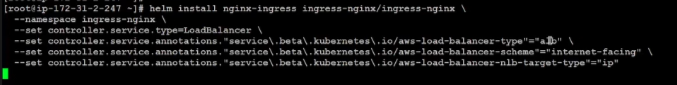 [root@ip-172-31-2-247 ~]# helm install nginx-ingress ingress-nginx/ingress-nginx \
--namespace ingress-nginx \
--set controller.service.type=LoadBalancer \
--set controller.service.annotations."service\.beta\.kubernetes\.io/aws-load-balancer-type"="alb" \
--set controller.service.annotations."service\.beta\.kubernetes\.io/aws-load-balancer-scheme"="internet-facing" \
--set controller.service.annotations."service\.beta\.kubernetes\.io/aws-load-balancer-nlb-target-type"="ip"